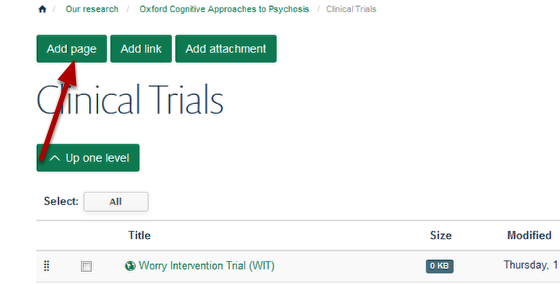 / Our research / Oxford Cognitive Approaches to Psychosis / Clinical Trials
Add page Add link Add attachment
Clinical Trials
Up one level
Select: All
Title Size Modified
Worry Intervention Trial (WIT) 0 KB Thursday, 1